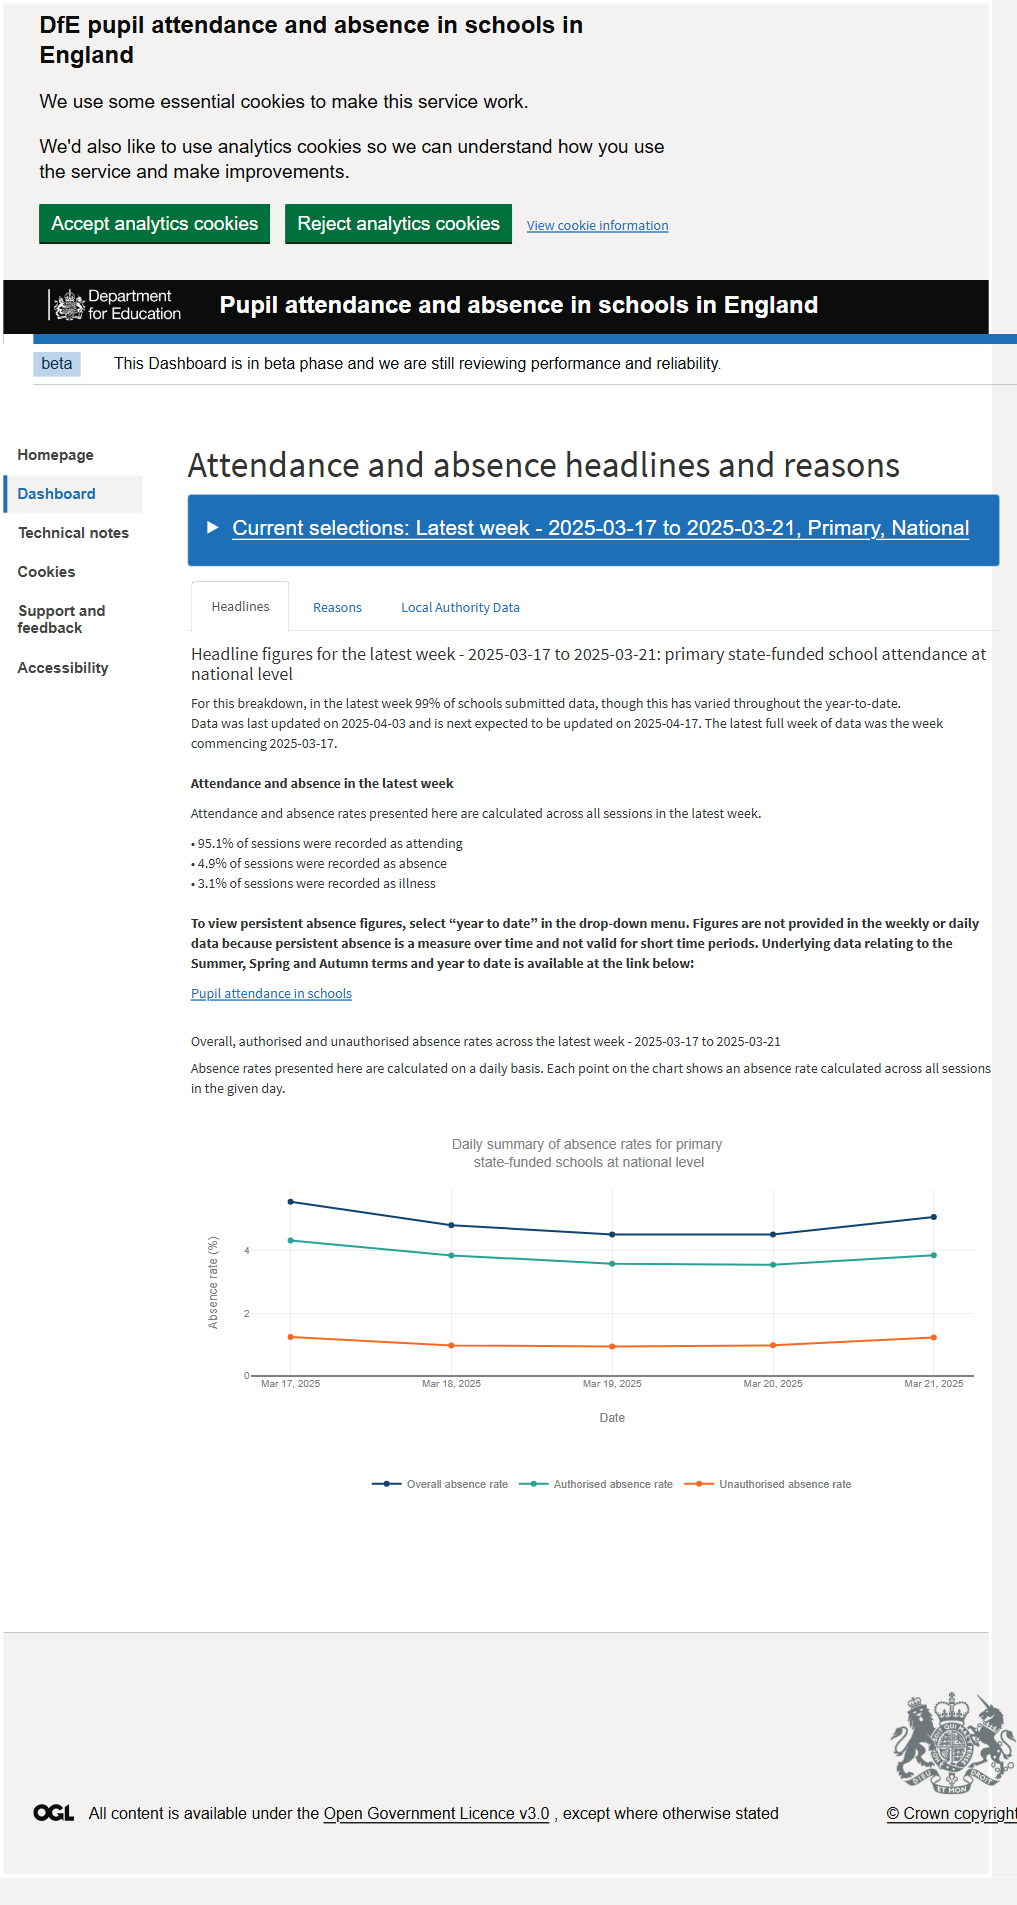 DfE pupil attendance and absence in schools in
England
We use some essential cookies to make this service work.
We'd also like to use analytics cookies so we can understand how you use
the service and make improvements.
Accept analytics cookies Reject analytics cookies View cookie information
Department
for Education
Pupil attendance and absence in schools in England
beta This Dashboard is in beta phase and we are still reviewing performance and reliability.
Homepage
Dashboard
Technical notes
Cookies
Support and
feedback
Accessibility
Attendance and absence headlines and reasons
Current selections: Latest week - 2025-03-17 to 2025-03-21, Primary, National
Headlines Reasons Local Authority Data
Headline figures for the latest week - 2025-03-17 to 2025-03-21: primary state-funded school attendance at
national level
For this breakdown, in the latest week 99% of schools submitted data, though this has varied throughout the year-to-date.
Data was last updated on 2025-04-03 and is next expected to be updated on 2025-04-17. The latest full week of data was the week
commencing 2025-03-17.
Attendance and absence in the latest week
Attendance and absence rates presented here are calculated across all sessions in the latest week.
• 95.1% of sessions were recorded as attending
• 4.9% of sessions were recorded as absence
• 3.1% of sessions were recorded as illness
To view persistent absence figures, select “year to date” in the drop-down menu. Figures are not provided in the weekly or daily
data because persistent absence is a measure over time and not valid for short time periods. Underlying data relating to the
Summer, Spring and Autumn terms and year to date is available at the link below:
Pupil attendance in schools
Overall, authorised and unauthorised absence rates across the latest week - 2025-03-17 to 2025-03-21
Absence rates presented here are calculated on a daily basis. Each point on the chart shows an absence rate calculated across all sessions
in the given day.
Daily summary of absence rates for primary
state-funded schools at national level
Absence rate (%)
4
2
0
Mar 17, 2025 Mar 18, 2025 Mar 19, 2025 Mar 20, 2025 Mar 21, 2025
Date
Overall absence rate Authorised absence rate Unauthorised absence rate
DIEU ET MON DROIT
OGL All content is available under the Open Government Licence v3.0 , except where otherwise stated
© Crown copyright